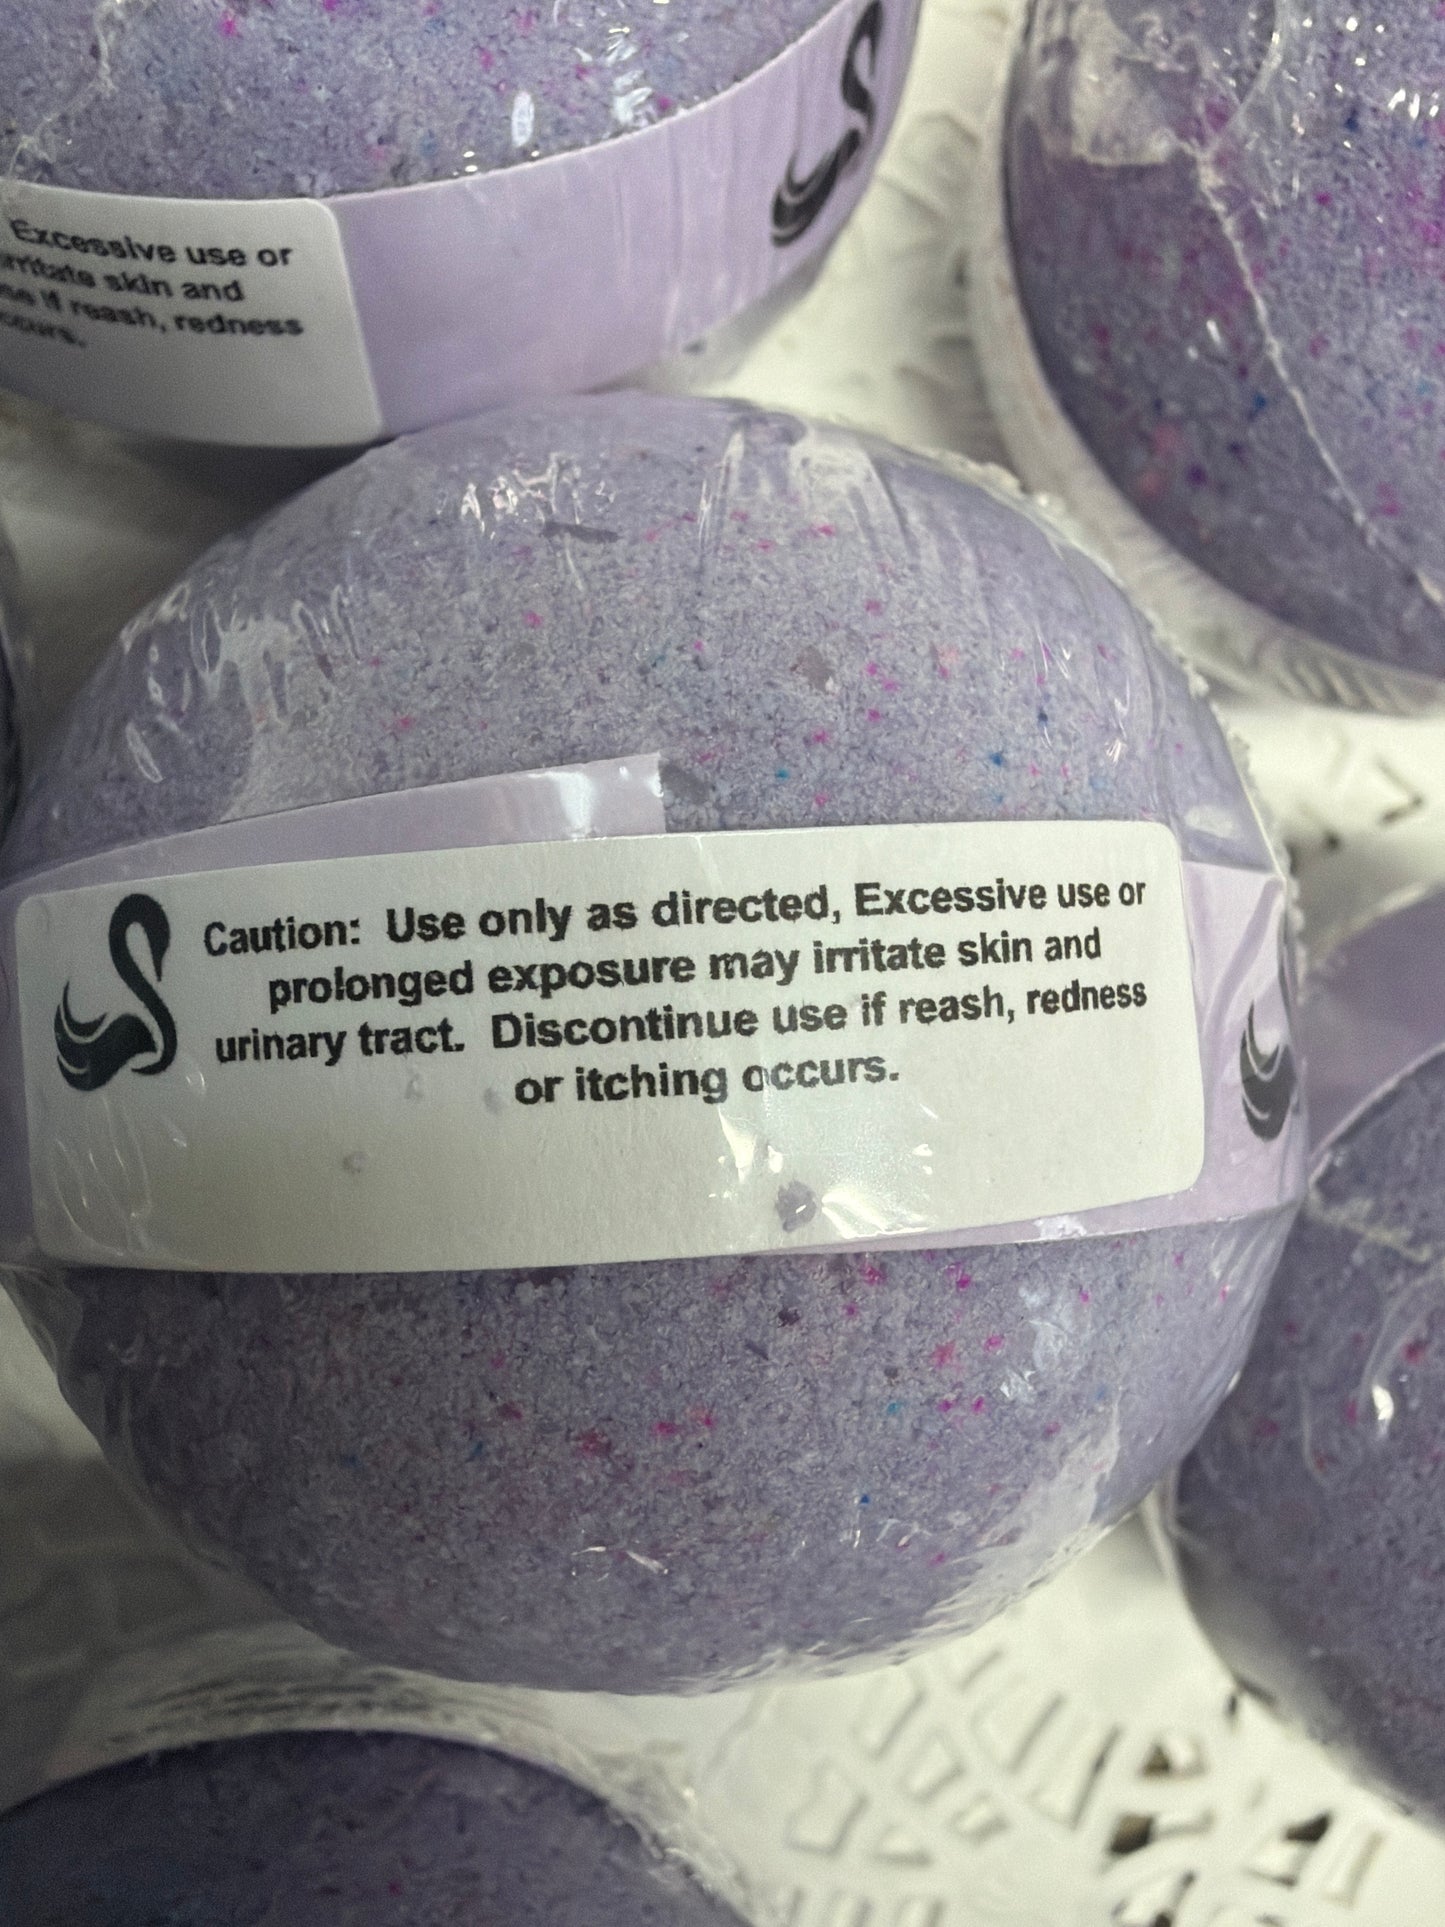 Excessive use or
irritate skin and
if reash, redness
occurs.
Caution: Use only as directed, Excessive use or
prolonged exposure may irritate skin and
urinary tract. Discontinue use if reash, redness
or itching occurs.